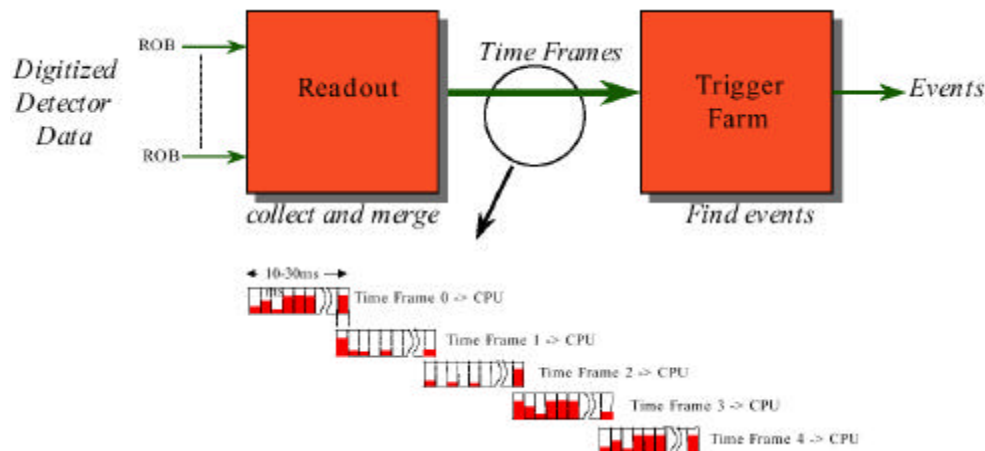 Digitized
Detector
Data
ROB
ROB
Readout
collect and merge
Time Frames
Trigger
Farm
Find events
Events
10-30ms
ms
Time Frame 0 -> CPU
Time Frame 1 -> CPU
Time Frame 2 -> CPU
Time Frame 3 -> CPU
Time Frame 4 -> CPU